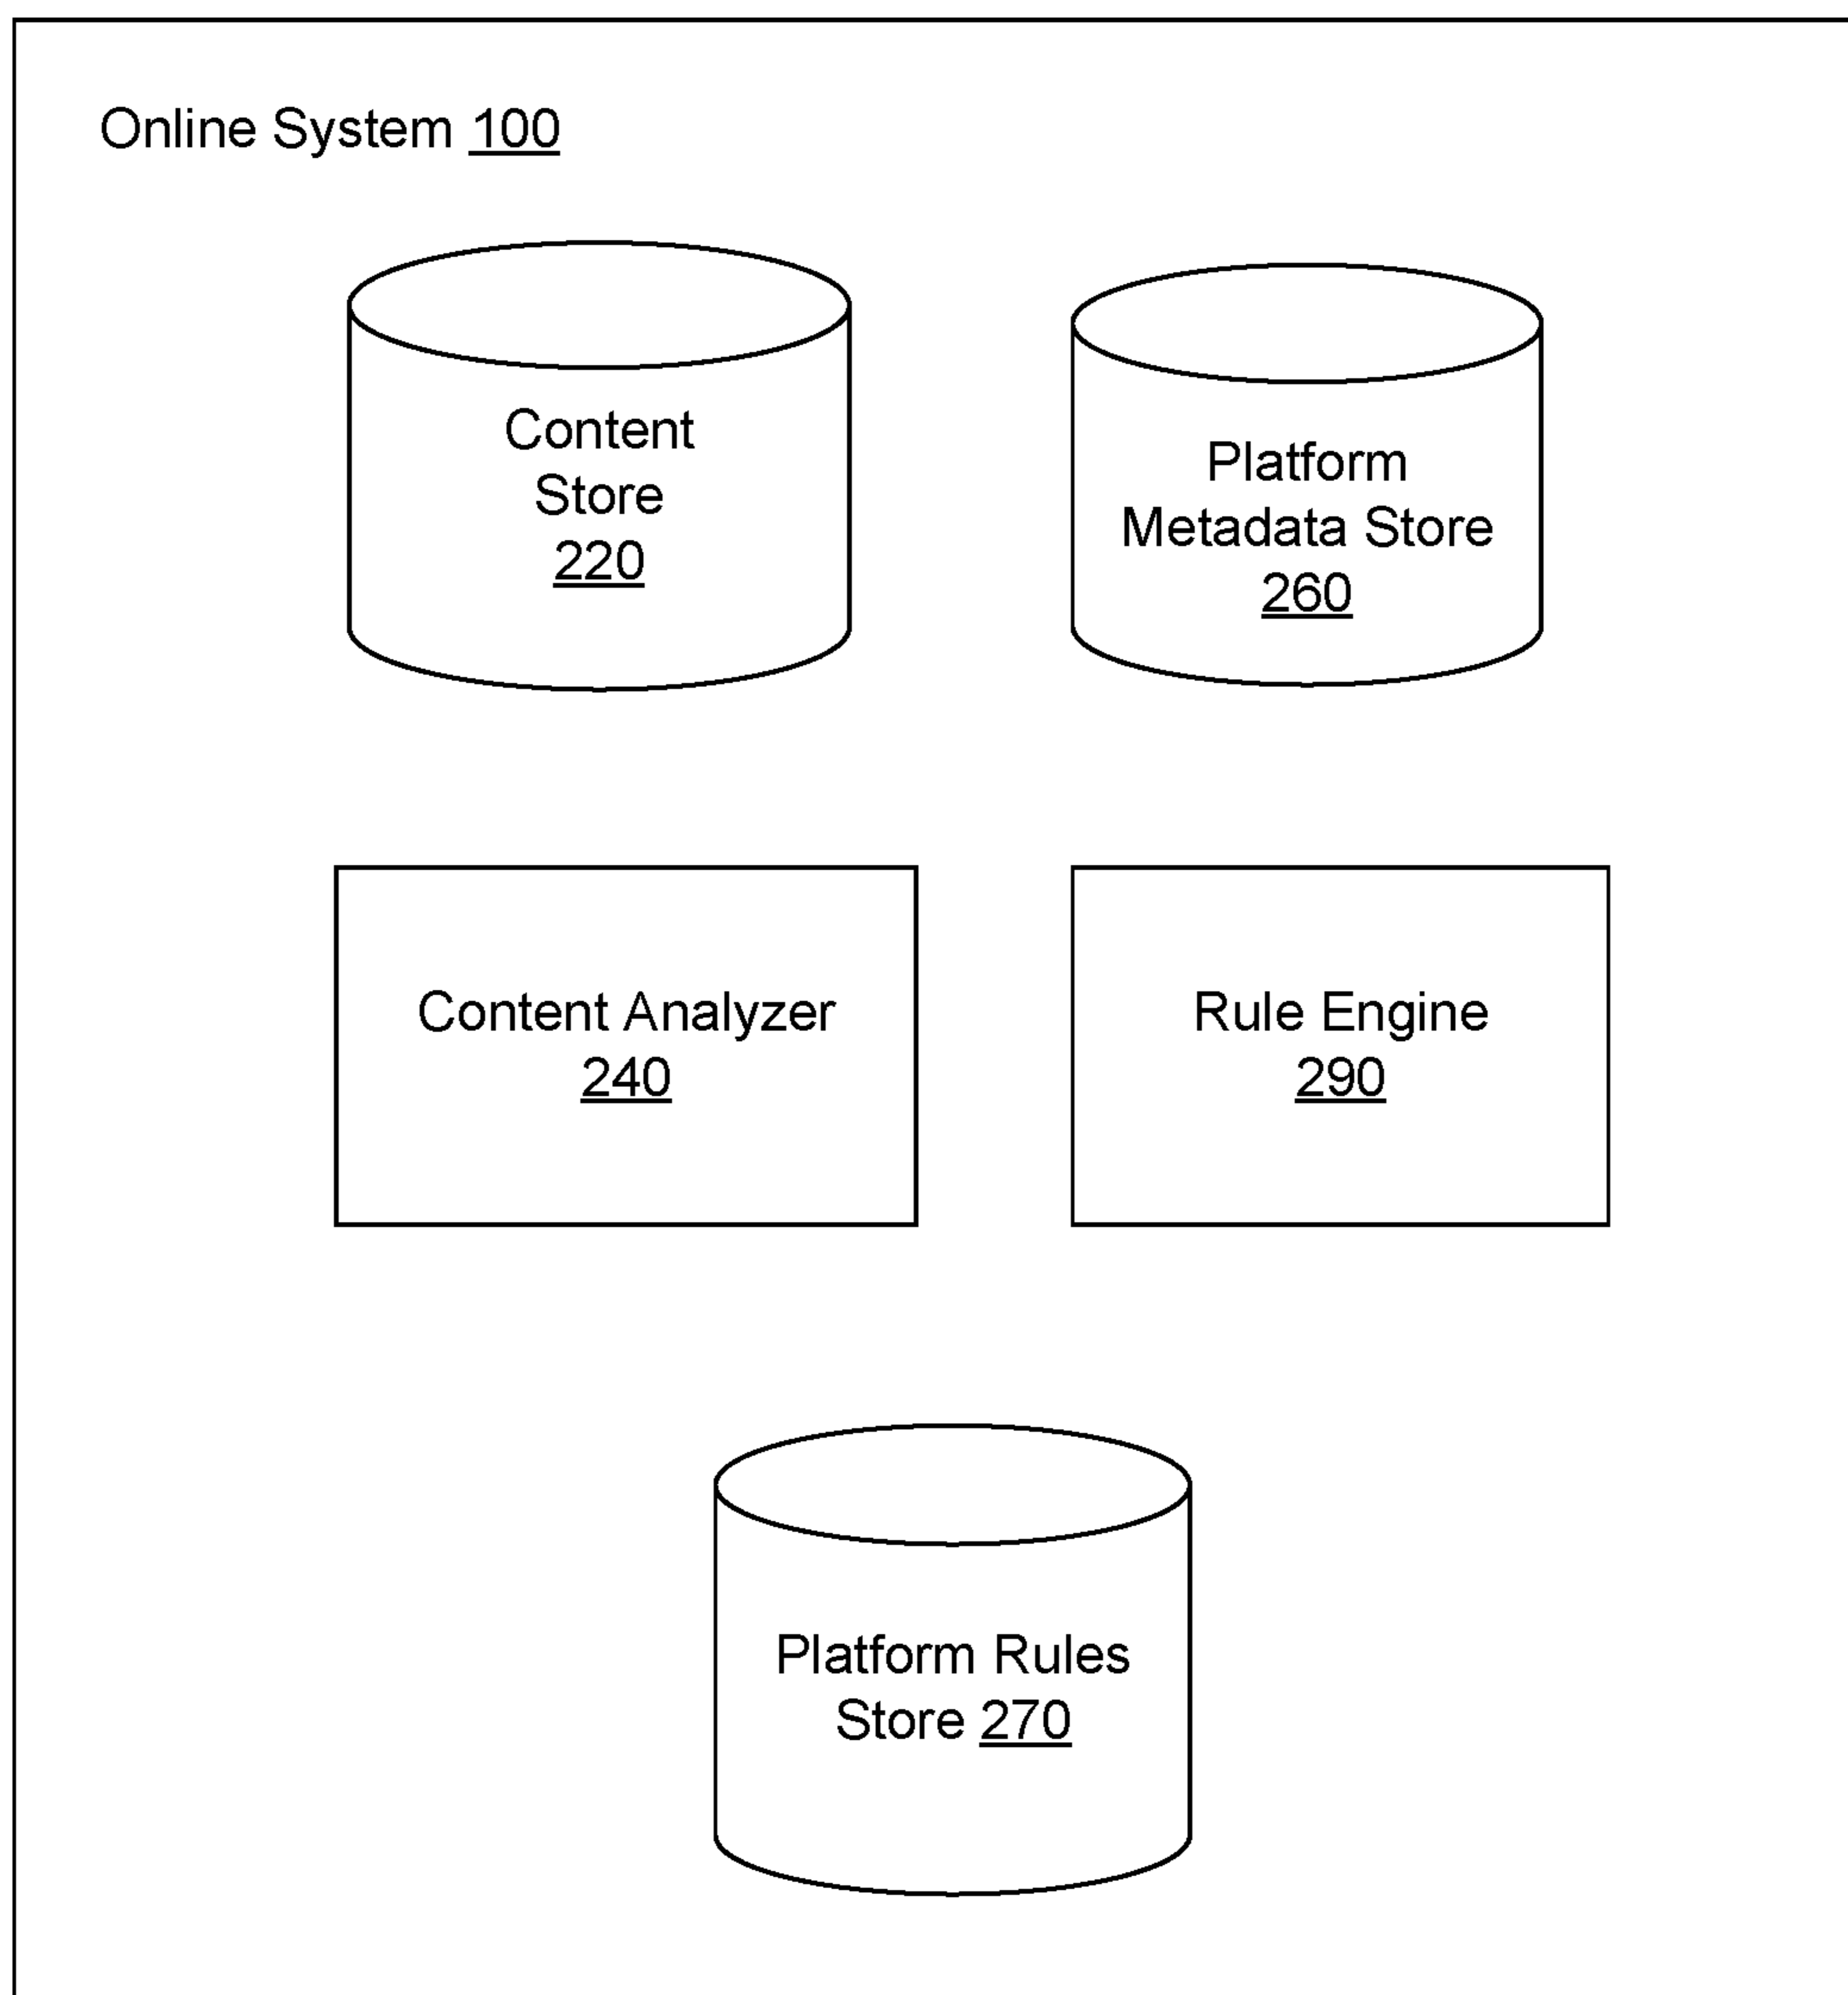 Online System 100
Content
Store
220
Platform
Metadata Store
260
Content Analyzer
240
Rule Engine
290
Platform Rules
Store 270